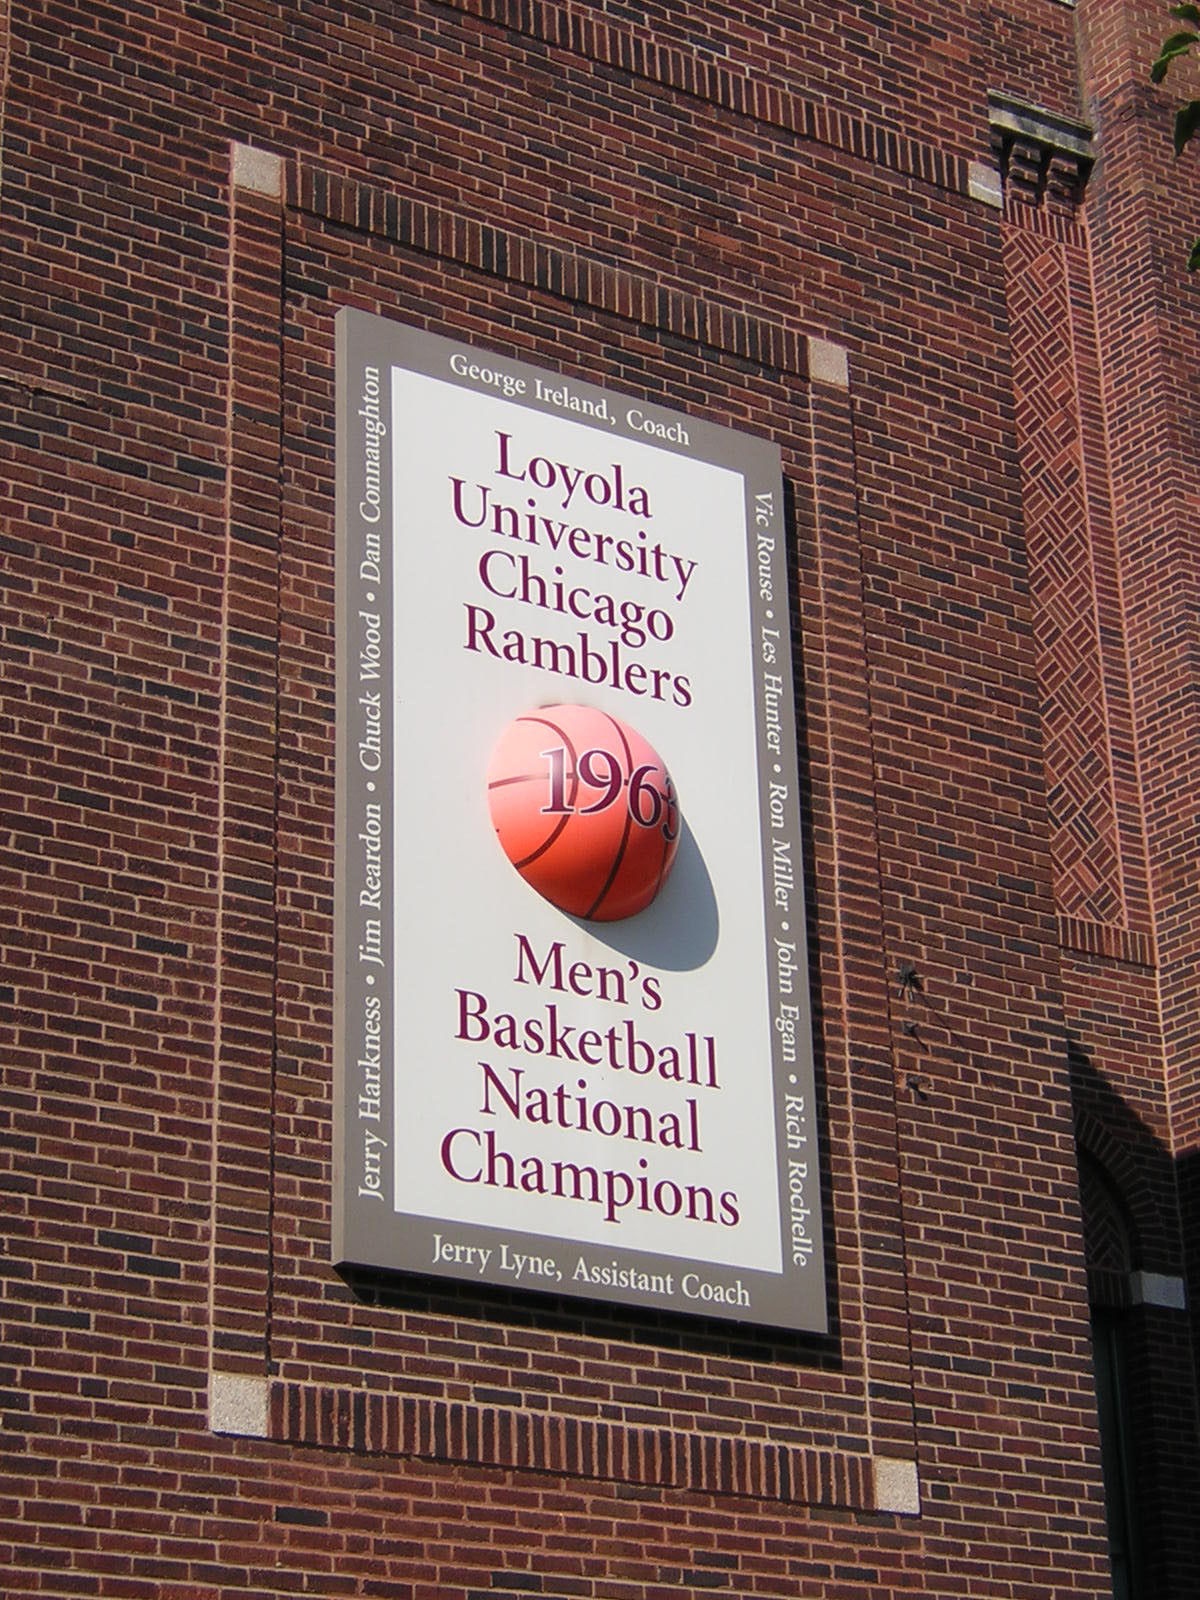 George Ireland, Coach
Jerry Harkness • Jim Reardon • Chuck Wood • Dan Connaughton
Loyola
University
Chicago
Ramblers
1963
Men's
Basketball
National
Champions
Vic Rouse • Les Hunter • Ron Miller • John Egan • Rich Rochelle
Jerry Lyne, Assistant Coach